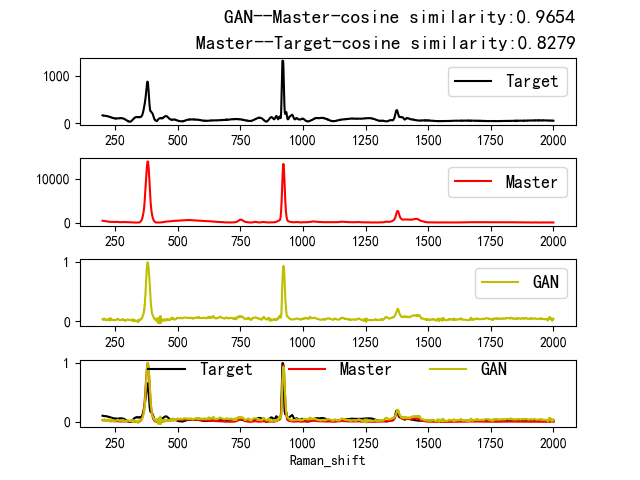 GAN--Master-cosine similarity:0.9654
Master--Target-cosine similarity:0.8279
1000
0
Target
250 500 750 1000 1250 1500 1750 2000
10000
0
Master
250 500 750 1000 1250 1500 1750 2000
1
0
GAN
250 500 750 1000 1250 1500 1750 2000
1
0
Target Master GAN
250 500 750 1000 1250 1500 1750 2000
Raman_shift